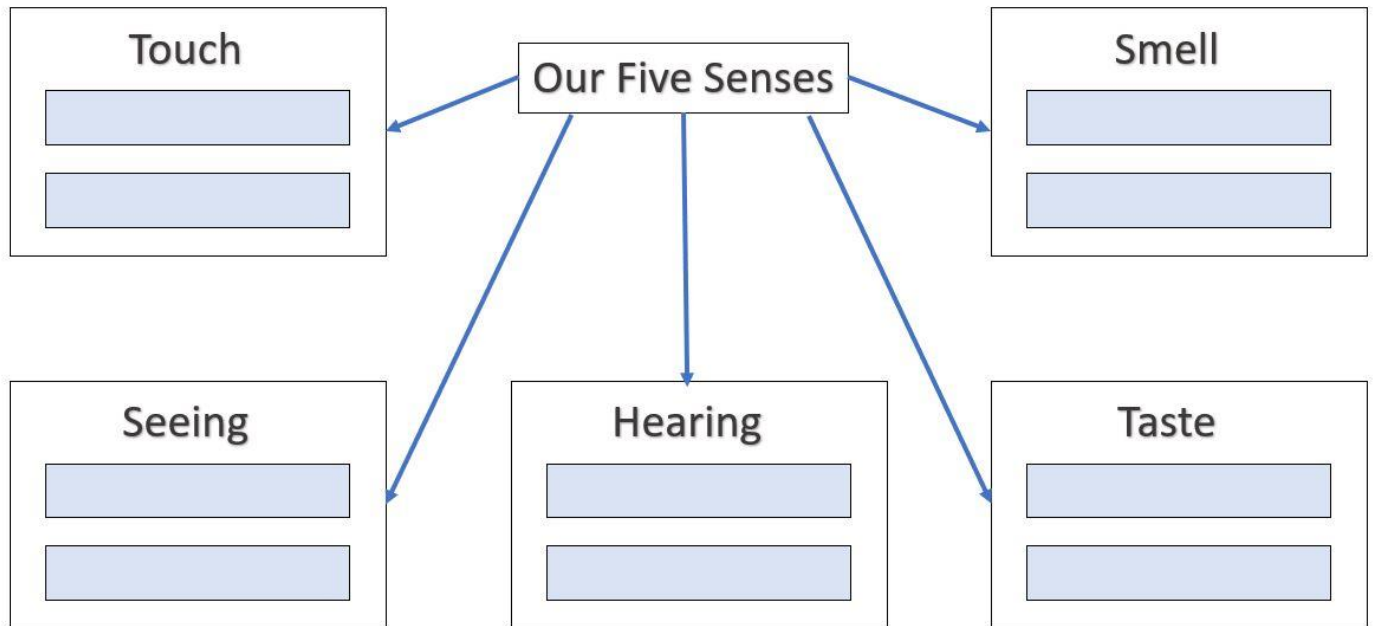 Touch
Our Five Senses
Smell
Seeing
Hearing
Taste